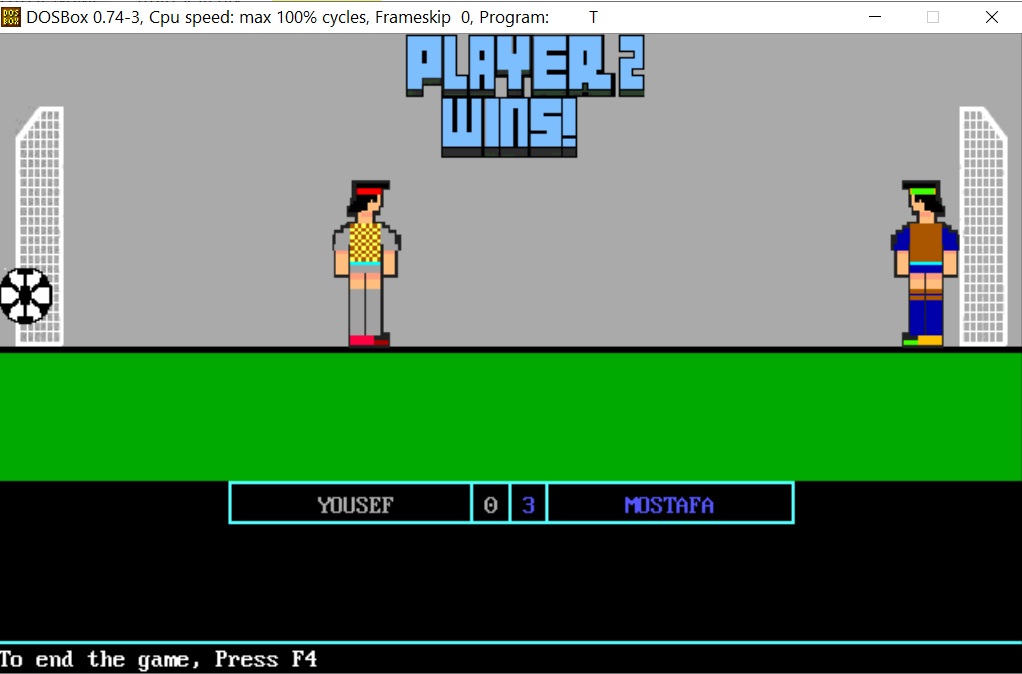 DOSBox 0.74-3, Cpu speed: max 100% cycles, Frameskip 0, Program: T
PLAYER 2
WINS!
YOUSEF 0 3 MOSTAFA
To end the game, Press F4